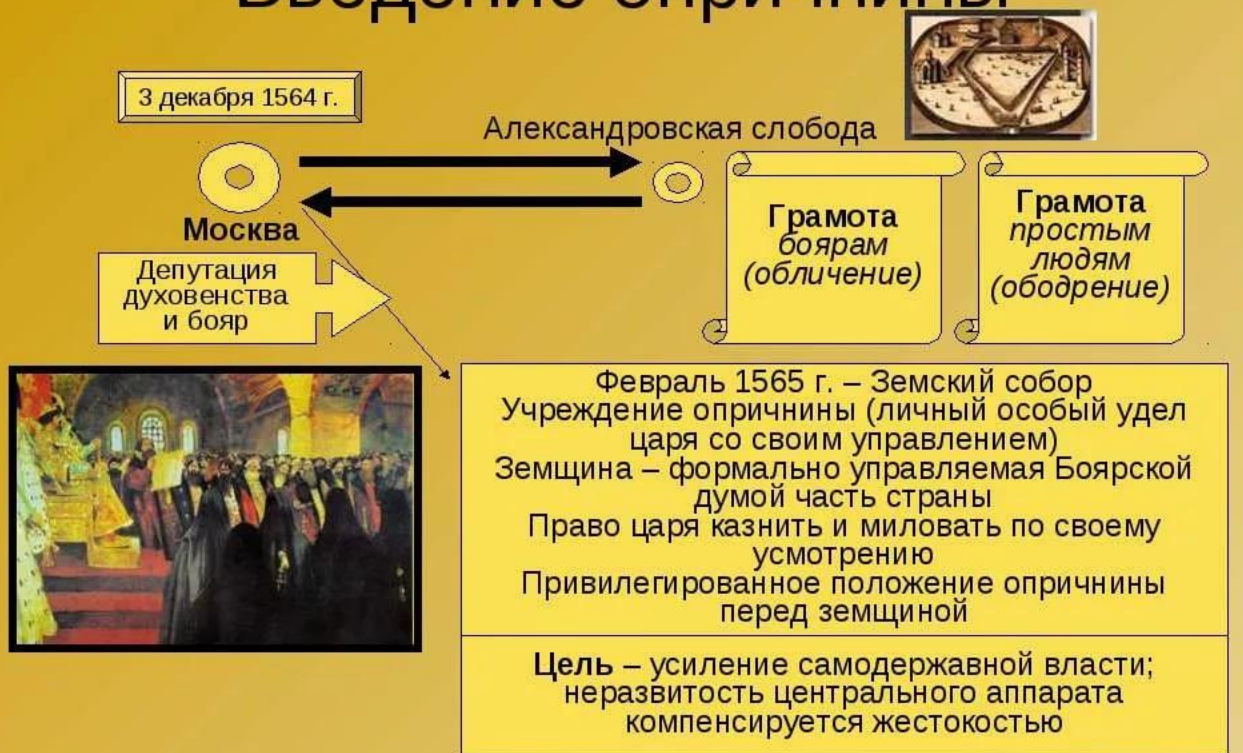 Введение опричнины
3 декабря 1564 г.
Александровская слобода
Москва
Депутация
духовенства
и бояр
Грамота
боярам
(обличение)
Грамота
простым
людям
(ободрение)
Февраль 1565 г. – Земский собор
Учреждение опричнины (личный особый удел
царя со своим управлением)
Земщина – формально управляемая Боярской
думой часть страны
Право царя казнить и миловать по своему
усмотрению
Привилегированное положение опричнины
перед земщиной
Цель – усиление самодержавной власти;
неразвитость центрального аппарата
компенсируется жестокостью